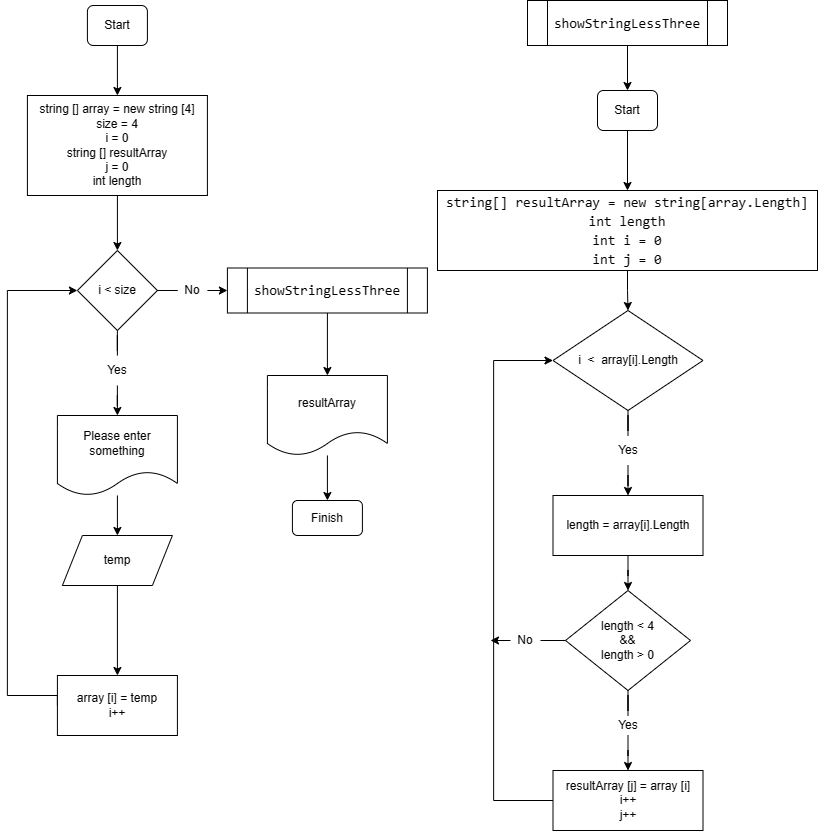 Start
string [] array = new string [4]
size = 4
i = 0
string [] resultArray
j = 0
int length
i < size
No
showStringLessThree
Yes
Please enter
something
resultArray
temp
Finish
array [i] = temp
i++
showStringLessThree
Start
string[] resultArray = new string[array.Length]
int length
int i = 0
int j = 0
i < array[i].Length
Yes
length = array[i].Length
length < 4
&&
length > 0
No
Yes
resultArray [j] = array [i]
i++
j++